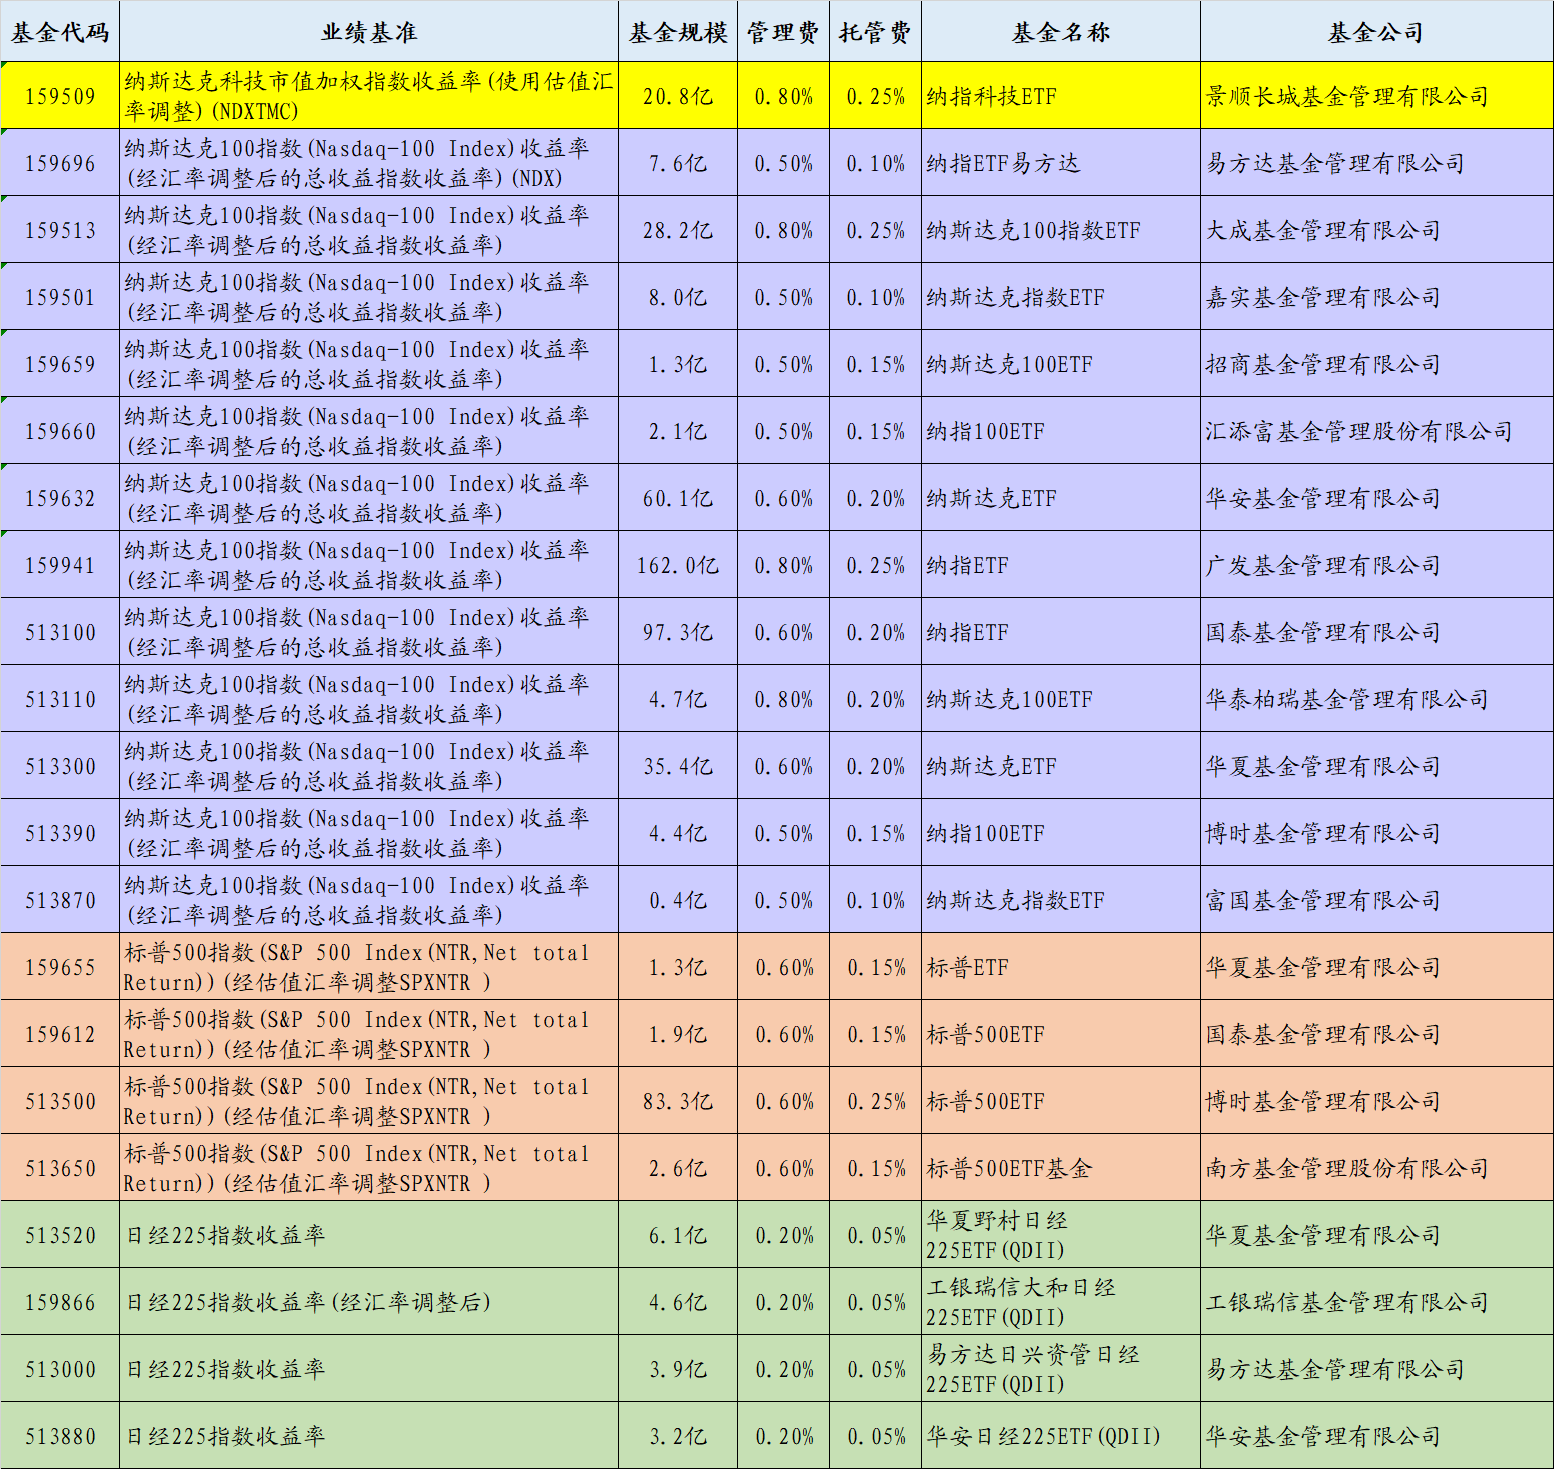 基金代码 业绩基准 基金规模 管理费 托管费 基金名称 基金公司
159509 纳斯达克科技市值加权指数收益率(使用估值汇 20.8亿 0.80% 0.25% 纳指科技ETF 景顺长城基金管理有限公司
率调整)(NDXTMC)
159696 纳斯达克100指数(Nasdaq-100 Index)收益率 7.6亿 0.50% 0.10% 纳指ETF易方达 易方达基金管理有限公司
(经汇率调整后的总收益指数收益率)(NDX)
159513 纳斯达克100指数(Nasdaq-100 Index)收益率 28.2亿 0.80% 0.25% 纳斯达克100指数ETF 大成基金管理有限公司
(经汇率调整后的总收益指数收益率)
159501 纳斯达克100指数(Nasdaq-100 Index)收益率 8.0亿 0.50% 0.10% 纳斯达克指数ETF 嘉实基金管理有限公司
(经汇率调整后的总收益指数收益率)
159659 纳斯达克100指数(Nasdaq-100 Index)收益率 1.3亿 0.50% 0.15% 纳斯达克100ETF 招商基金管理有限公司
(经汇率调整后的总收益指数收益率)
159660 纳斯达克100指数(Nasdaq-100 Index)收益率 2.1亿 0.50% 0.15% 纳指100ETF 汇添富基金管理股份有限公司
(经汇率调整后的总收益指数收益率)
159632 纳斯达克100指数(Nasdaq-100 Index)收益率 60.1亿 0.60% 0.20% 纳斯达克ETF 华安基金管理有限公司
(经汇率调整后的总收益指数收益率)
159941 纳斯达克100指数(Nasdaq-100 Index)收益率 162.0亿 0.80% 0.25% 纳指ETF 广发基金管理有限公司
(经汇率调整后的总收益指数收益率)
513100 纳斯达克100指数(Nasdaq-100 Index)收益率 97.3亿 0.60% 0.20% 纳指ETF 国泰基金管理有限公司
(经汇率调整后的总收益指数收益率)
513110 纳斯达克100指数(Nasdaq-100 Index)收益率 4.7亿 0.80% 0.20% 纳斯达克100ETF 华泰柏瑞基金管理有限公司
(经汇率调整后的总收益指数收益率)
513300 纳斯达克100指数(Nasdaq-100 Index)收益率 35.4亿 0.60% 0.20% 纳斯达克ETF 华夏基金管理有限公司
(经汇率调整后的总收益指数收益率)
513390 纳斯达克100指数(Nasdaq-100 Index)收益率 4.4亿 0.50% 0.15% 纳指100ETF 博时基金管理有限公司
(经汇率调整后的总收益指数收益率)
513870 纳斯达克100指数(Nasdaq-100 Index)收益率 0.4亿 0.50% 0.10% 纳斯达克指数ETF 富国基金管理有限公司
(经汇率调整后的总收益指数收益率)
159655 标普500指数(S&P 500 Index(NTR,Net total 1.3亿 0.60% 0.15% 标普ETF 华夏基金管理有限公司
Return))(经估值汇率调整SPXNTR )
159612 标普500指数(S&P 500 Index(NTR,Net total 1.9亿 0.60% 0.15% 标普500ETF 国泰基金管理有限公司
Return))(经估值汇率调整SPXNTR )
513500 标普500指数(S&P 500 Index(NTR,Net total 83.3亿 0.60% 0.25% 标普500ETF 博时基金管理有限公司
Return))(经估值汇率调整SPXNTR )
513650 标普500指数(S&P 500 Index(NTR,Net total 2.6亿 0.60% 0.15% 标普500ETF基金 南方基金管理股份有限公司
Return))(经估值汇率调整SPXNTR )
513520 日经225指数收益率 6.1亿 0.20% 0.05% 华夏野村日经 华夏基金管理有限公司
225ETF(QDII)
159866 日经225指数收益率(经汇率调整后) 4.6亿 0.20% 0.05% 工银瑞信大和日经 工银瑞信基金管理有限公司
225ETF(QDII)
513000 日经225指数收益率 3.9亿 0.20% 0.05% 易方达日兴资管日经 易方达基金管理有限公司
225ETF(QDII)
513880 日经225指数收益率 3.2亿 0.20% 0.05% 华安日经225ETF(QDII) 华安基金管理有限公司